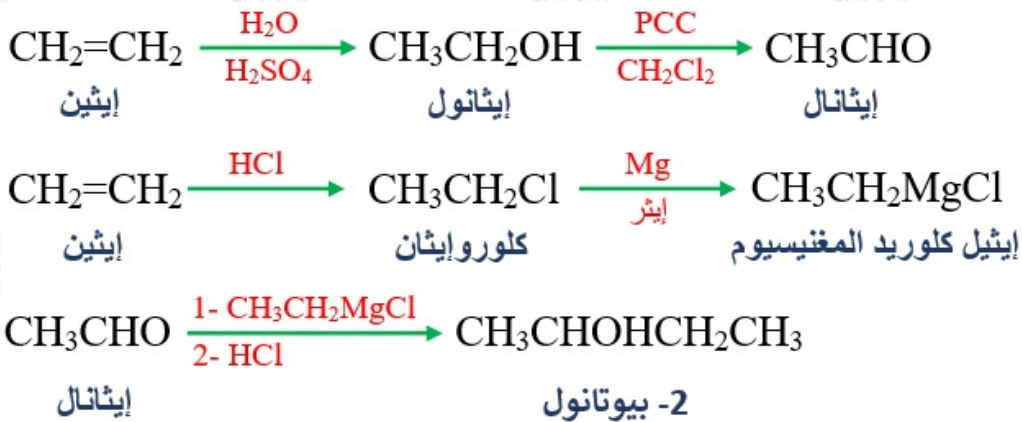 H₂O PCC
CH₂=CH₂ CH₃CH₂OH CH₃CHO
H₂SO₄ CH₂Cl₂
إيثين إيثانول إيثانال
HCl Mg
CH₂=CH₂ CH₃CH₂Cl CH₃CH₂MgCl
إيثر
إيثين كلوروإيثان إيثيل كلوريد المغنيسيوم
1- CH₃CH₂MgCl
CH₃CHO CH₃CHOHCH₂CH₃
2- HCl
إيثانال 2- بيوتانول